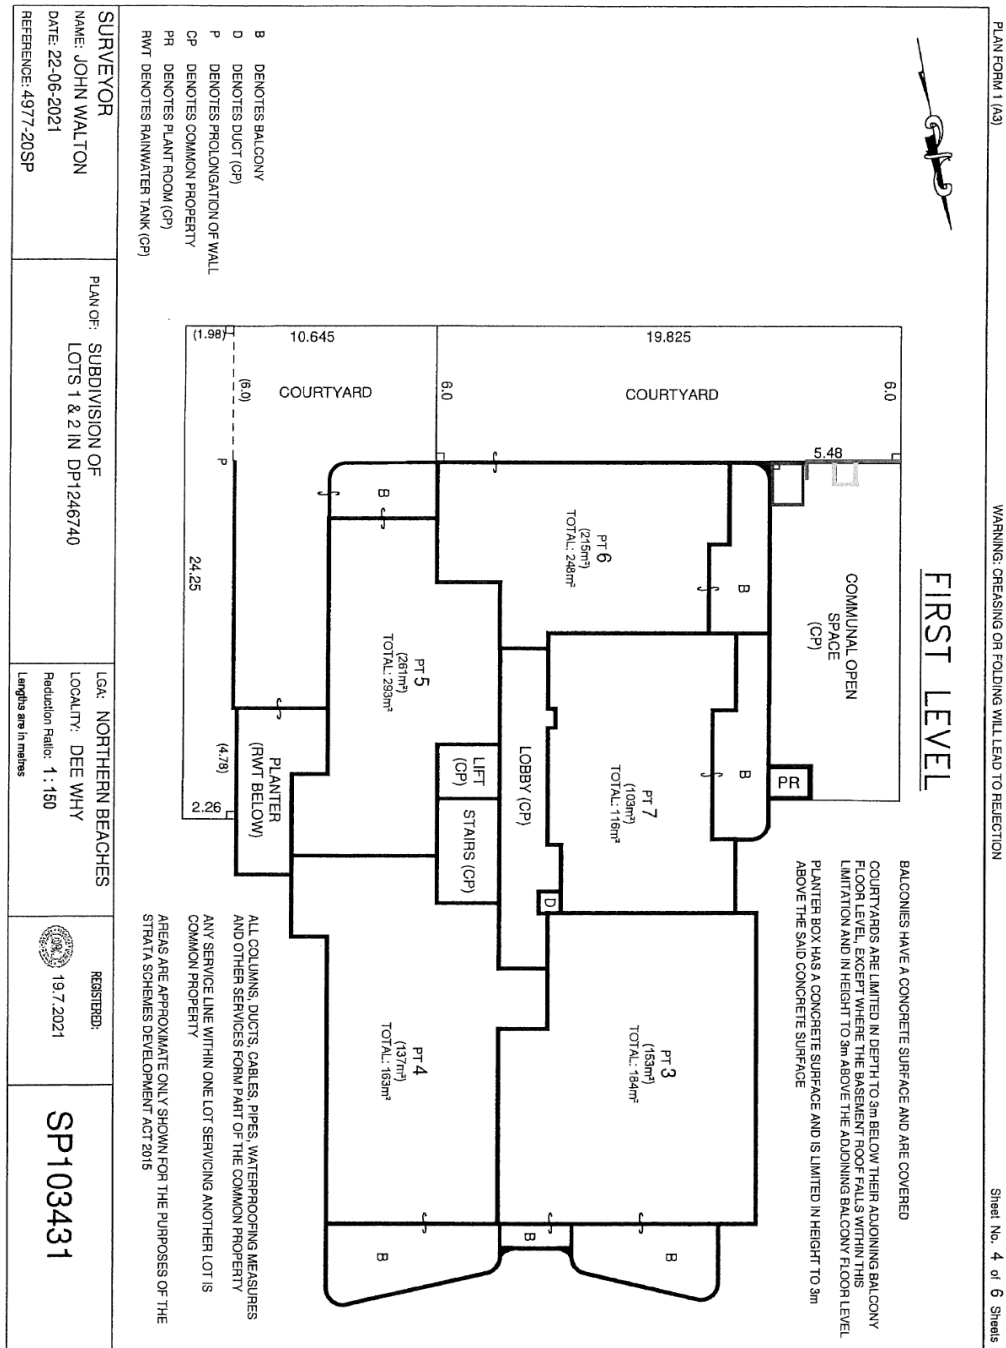 PLAN FORM 1 (A3)
WARNING: CREASING OR FOLDING WILL LEAD TO REJECTION
Sheet No. 4 of 6 Sheets
FIRST LEVEL
BALCONIES HAVE A CONCRETE SURFACE AND ARE COVERED
COURTYARDS ARE LIMITED IN DEPTH TO 3m BELOW THEIR ADJOINING BALCONY
FLOOR LEVEL, EXCEPT WHERE THE BASEMENT ROOF FALLS WITHIN THIS
LIMITATION AND IN HEIGHT TO 3m ABOVE THE ADJOINING BALCONY FLOOR LEVEL
PLANTER BOX HAS A CONCRETE SURFACE AND IS LIMITED IN HEIGHT TO 3m
ABOVE THE SAID CONCRETE SURFACE
6.0
5.48
19.825
COURTYARD
COMMUNAL OPEN
SPACE
(CP)
PR
B
B
PT 6
(215m²)
TOTAL: 248m²
PT 7
(103m²)
TOTAL: 116m²
PT 3
(153m²)
TOTAL: 184m²
B
D
LOBBY (CP)
B
6.0
LIFT
(CP)
STAIRS (CP)
10.645
COURTYARD
B
PT 5
(261m²)
TOTAL: 293m²
PT 4
(137m²)
TOTAL: 163m²
B
(1.98)
(6.0)
P
PLANTER
(RWT BELOW)
(4.78)
24.25
2.26
B DENOTES BALCONY
D DENOTES DUCT (CP)
P DENOTES PROLONGATION OF WALL
CP DENOTES COMMON PROPERTY
PR DENOTES PLANT ROOM (CP)
RWT DENOTES RAINWATER TANK (CP)
ALL COLUMNS, DUCTS, CABLES, PIPES, WATERPROOFING MEASURES
AND OTHER SERVICES FORM PART OF THE COMMON PROPERTY
ANY SERVICE LINE WITHIN ONE LOT SERVICING ANOTHER LOT IS
COMMON PROPERTY
AREAS ARE APPROXIMATE ONLY SHOWN FOR THE PURPOSES OF THE
STRATA SCHEMES DEVELOPMENT ACT 2015
SURVEYOR
NAME: JOHN WALTON
DATE: 22-06-2021
REFERENCE: 4977-20SP
PLAN OF: SUBDIVISION OF
LOTS 1 & 2 IN DP1246740
LGA: NORTHERN BEACHES
LOCALITY: DEE WHY
Reduction Ratio: 1 : 150
Lengths are in metres
REGISTERED:
19.7.2021
SP103431